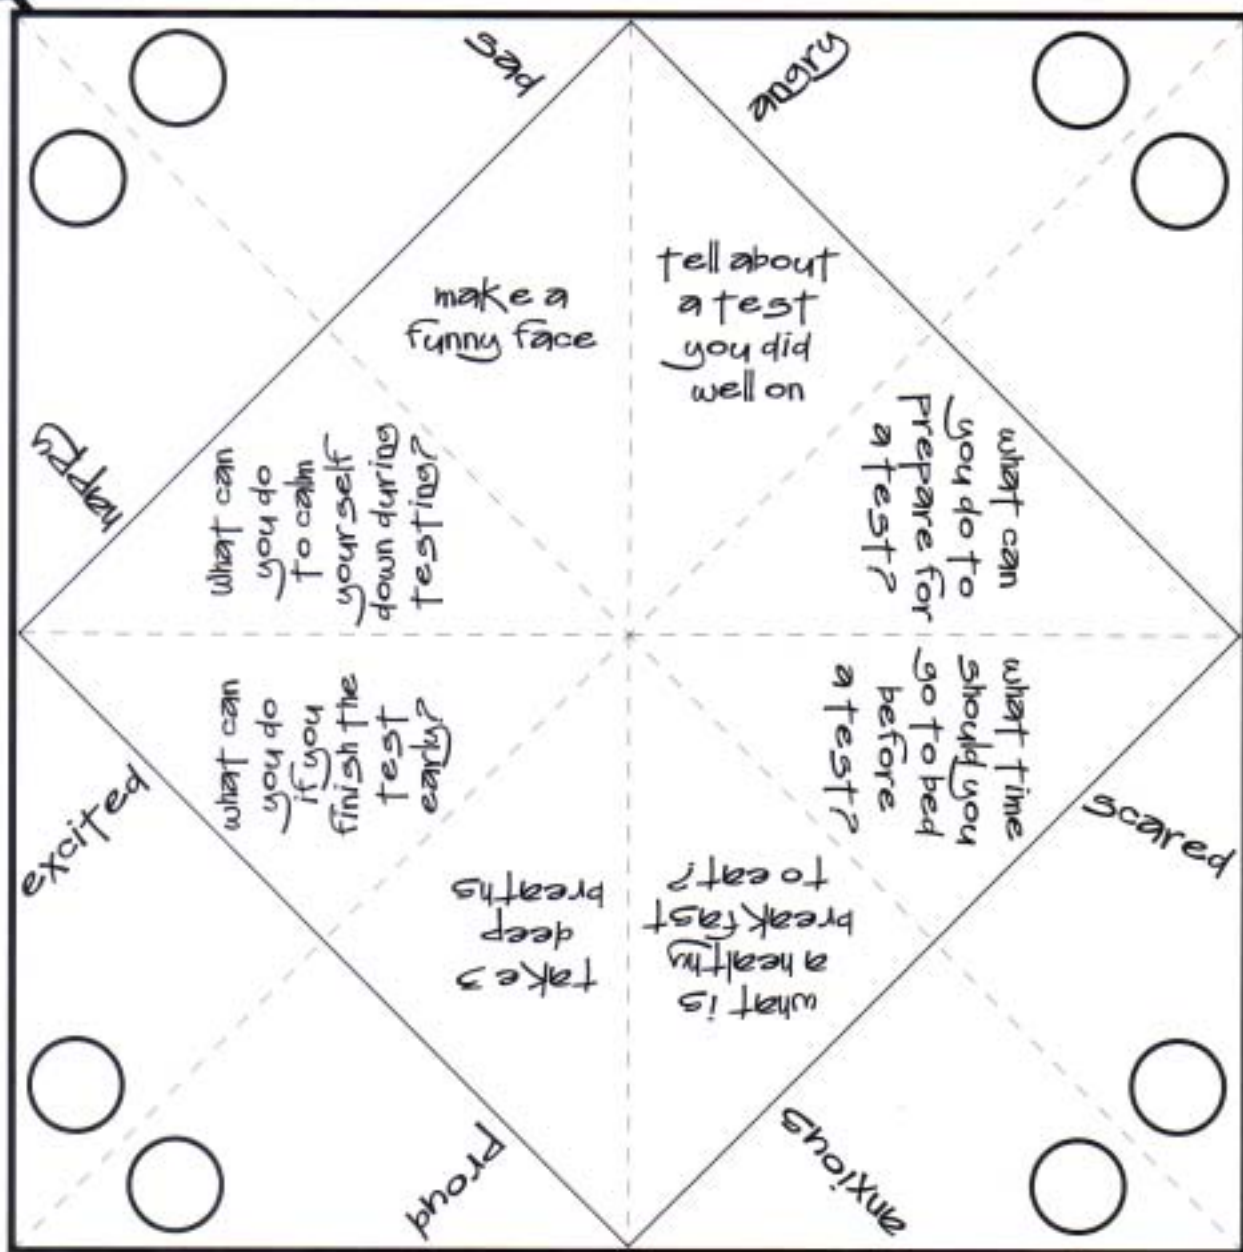 sad
angry
make a
funny face
tell about
a test
you did
well on
happy
what can
you do
to calm
yourself
down during
testing?
what can
you do to
prepare for
a test?
what can
you do
if you
finish the
test
early?
what time
should you
go to bed
before
a test?
excited
scared
take 3
deep
breaths
what is
a healthy
breakfast
to eat?
proud
anxious